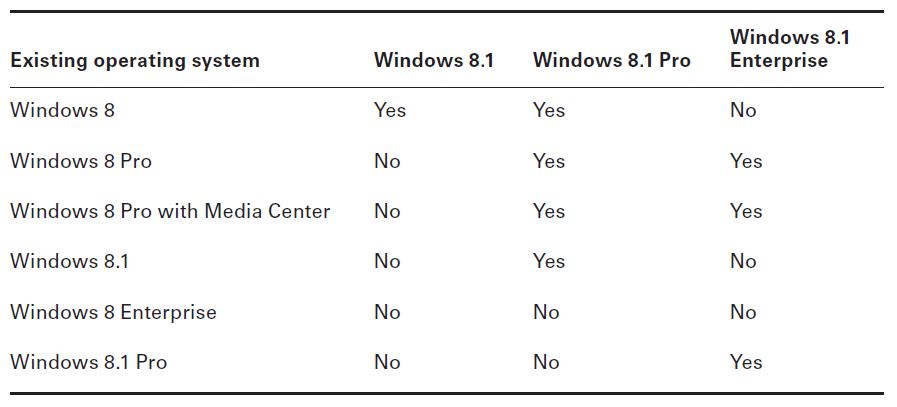 Existing operating system Windows 8.1 Windows 8.1 Pro Windows 8.1 Enterprise
Windows 8 Yes Yes No
Windows 8 Pro No Yes Yes
Windows 8 Pro with Media Center No Yes Yes
Windows 8.1 No Yes No
Windows 8 Enterprise No No No
Windows 8.1 Pro No No Yes